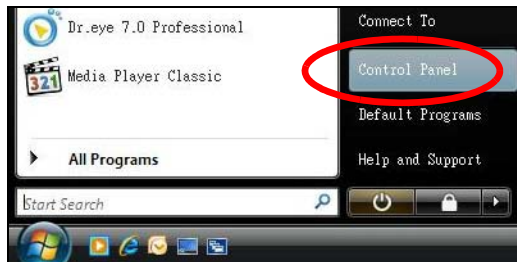 Dr.eye 7.0 Professional
321
Media Player Classic
All Programs
Start Search
Connect To
Control Panel
Default Programs
Help and Support